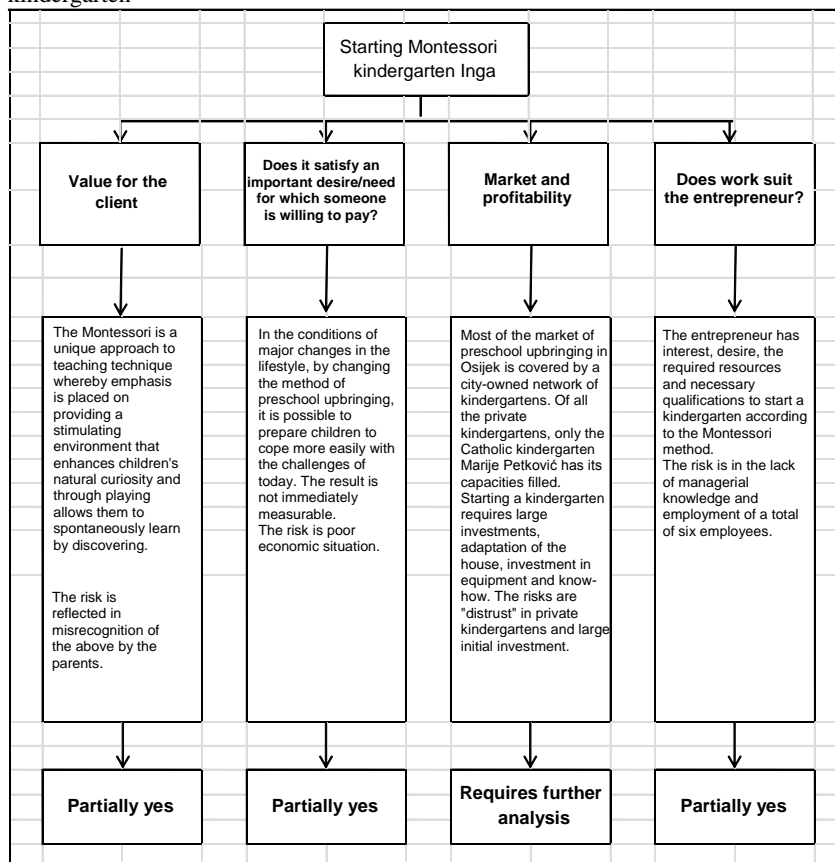 kindergarten
Starting Montessori
kindergarten Inga
Value for the
client
Does it satisfy an
important desire/need
for which someone
is willing to pay?
Market and
profitability
Does work suit
the entrepreneur?
The Montessori is a
unique approach to
teaching technique
whereby emphasis
is placed on
providing a
stimulating
environment that
enhances children's
natural curiosity and
through playing
allows them to
spontaneously learn
by discovering.
The risk is
reflected in
misrecognition of
the above by the
parents.
In the conditions of
major changes in the
lifestyle, by changing
the method of
preschool upbringing,
it is possible to
prepare children to
cope more easily with
the challenges of
today. The result is
not immediately
measurable.
The risk is poor
economic situation.
Most of the market of
preschool upbringing in
Osijek is covered by a
city-owned network of
kindergartens. Of all
the private
kindergartens, only the
Catholic kindergarten
Marije Petković has its
capacities filled.
Starting a kindergarten
requires large
investments,
adaptation of the
house, investment in
equipment and know-
how. The risks are
"distrust" in private
kindergartens and large
initial investment.
The entrepreneur has
interest, desire, the
required resources
and necessary
qualifications to start a
kindergarten according
to the Montessori
method.
The risk is in the lack
of managerial
knowledge and
employment of a total
of six employees.
Partially yes
Partially yes
Requires further
analysis
Partially yes